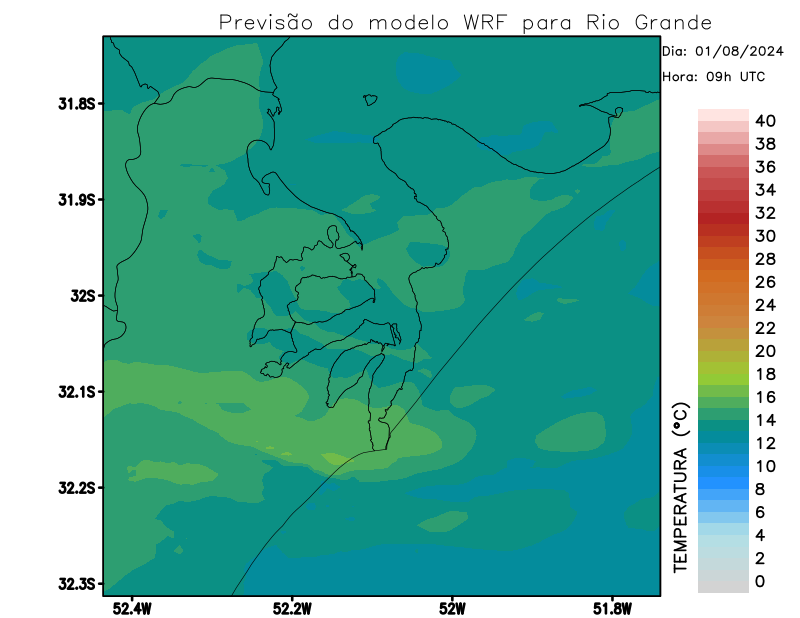 Previsão do modelo WRF para Rio Grande
Dia: 01/08/2024
Hora: 09h UTC
31.8S
31.9S
32S
32.1S
32.2S
32.3S
52.4W
52.2W
52W
51.8W
TEMPERATURA (°C)
40
38
36
34
32
30
28
26
24
22
20
18
16
14
12
10
8
6
4
2
0